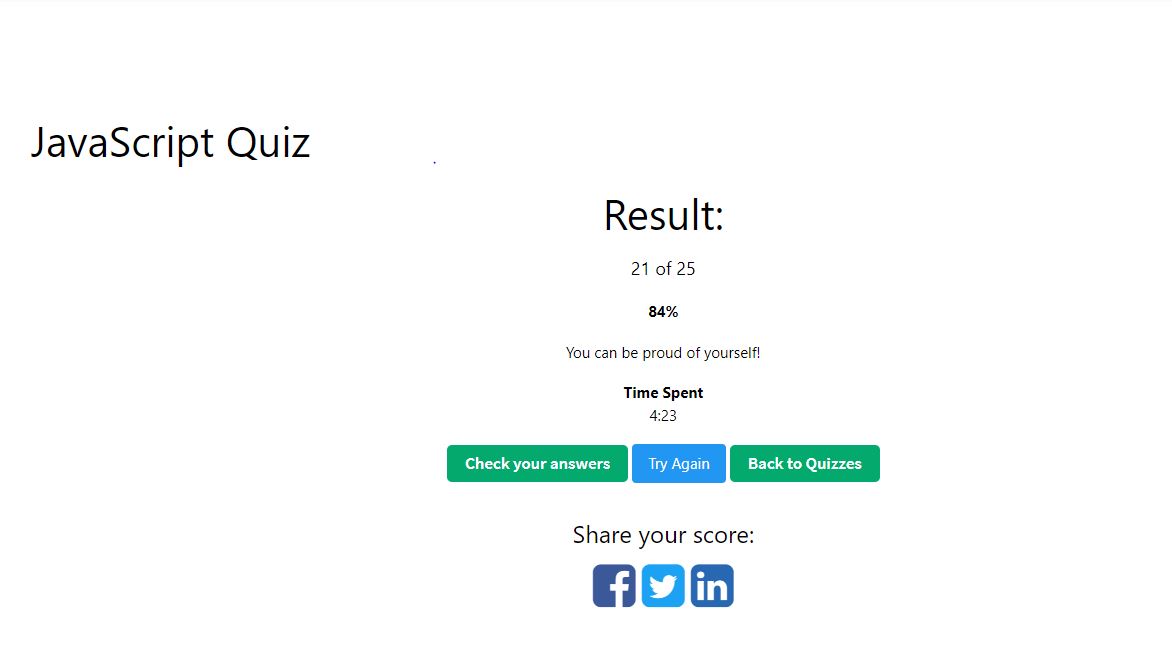 JavaScript Quiz
Result:
21 of 25
84%
You can be proud of yourself!
Time Spent
4:23
Check your answers Try Again Back to Quizzes
Share your score:
f in